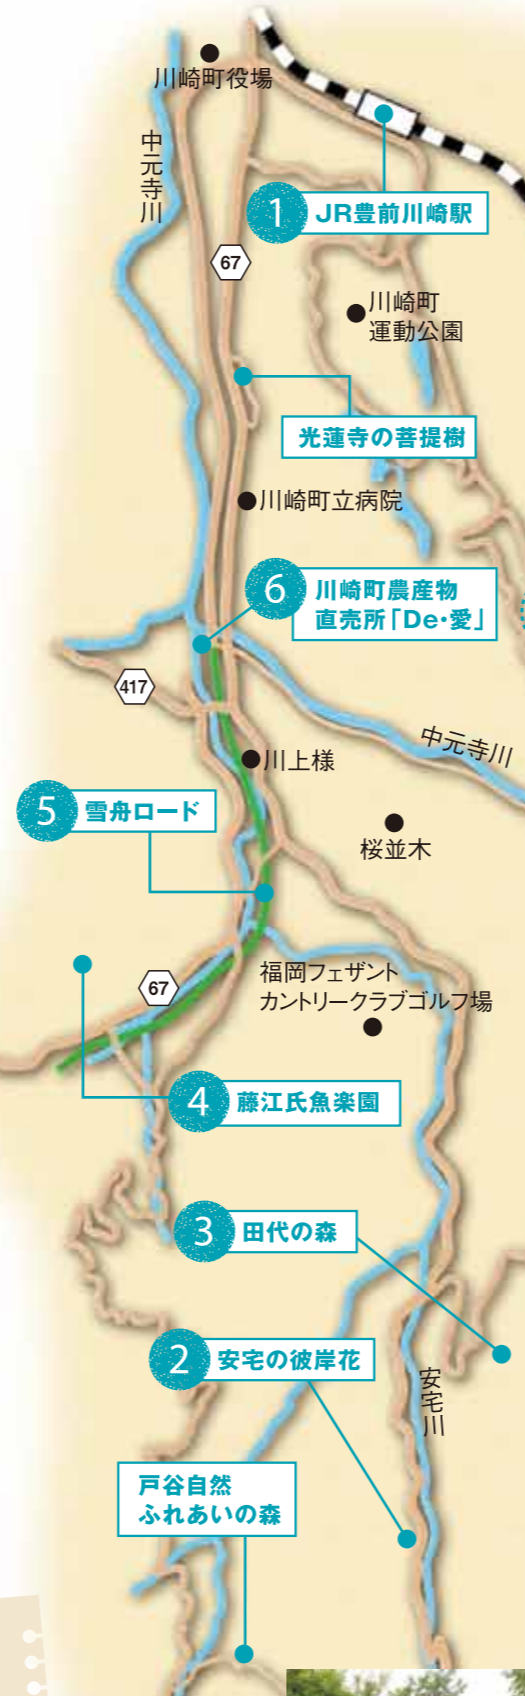 川崎町役場
中元寺川
1 JR豊前川崎駅
67
川崎町
運動公園
光蓮寺の菩提樹
川崎町立病院
6 川崎町農産物
直売所「De・愛」
417
中元寺川
川上様
5 雪舟ロード
桜並木
福岡フェザント
カントリークラブゴルフ場
67
4 藤江氏魚楽園
3 田代の森
2 安宅の彼岸花
安宅川
戸谷自然
ふれあいの森